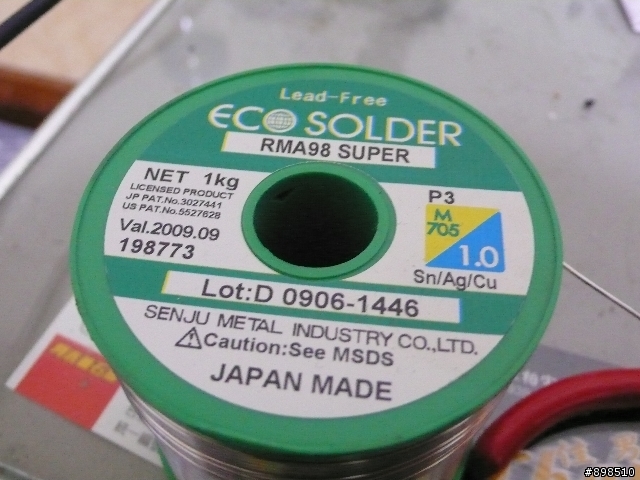 Lead-Free
ECO SOLDER
RMA98 SUPER
NET 1kg
LICENSED PRODUCT
JP PAT.No.3027441
US PAT.No.5527628
Val.2009.09
198773
P3
M
705
1.0
Sn/Ag/Cu
Lot:D 0906-1446
SENJU METAL INDUSTRY CO.,LTD.
Caution:See MSDS
JAPAN MADE
#898510